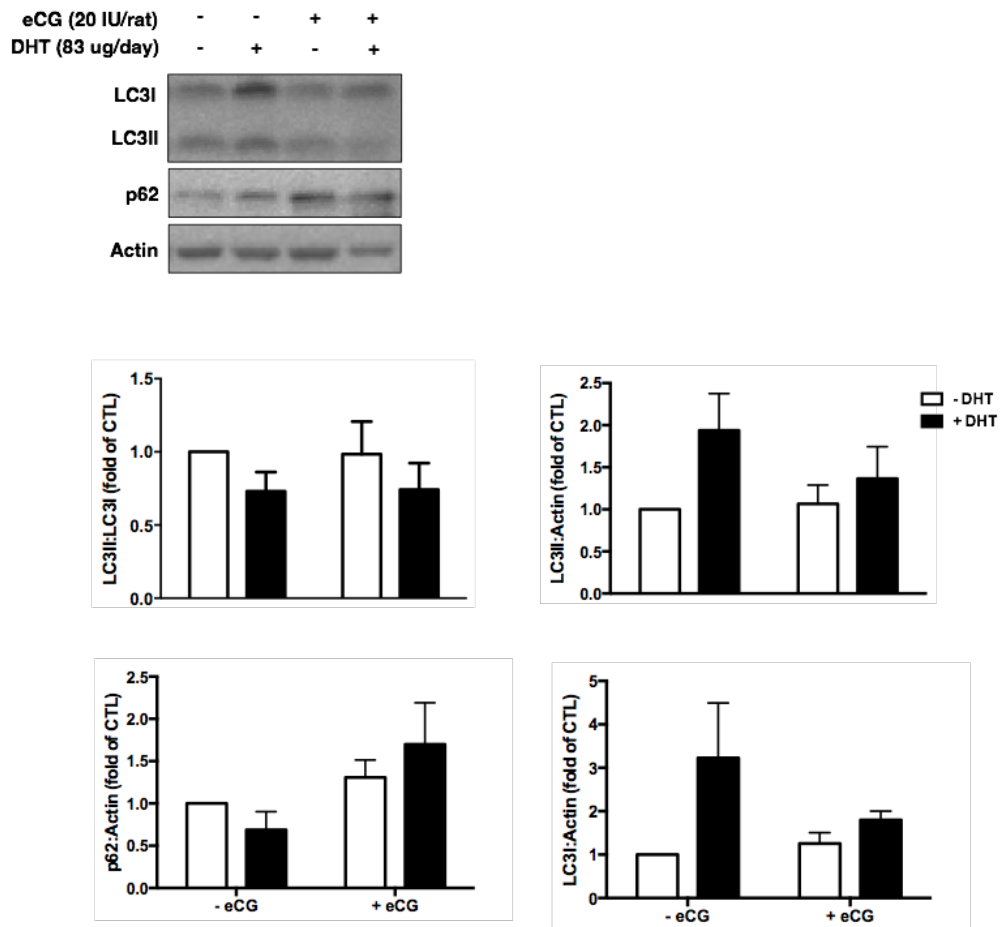 eCG (20 IU/rat) - - + +
DHT (83 ug/day) - + - +
LC3I
LC3II
p62
Actin
LC3II:LC3I (fold of CTL)
1.5
1.0
0.5
0.0
LC3II:Actin (fold of CTL)
2.5
2.0
1.5
1.0
0.5
0.0
- DHT
+ DHT
p62:Actin (fold of CTL)
2.5
2.0
1.5
1.0
0.5
0.0
- eCG + eCG
LC3I:Actin (fold of CTL)
5
4
3
2
1
0
- eCG + eCG